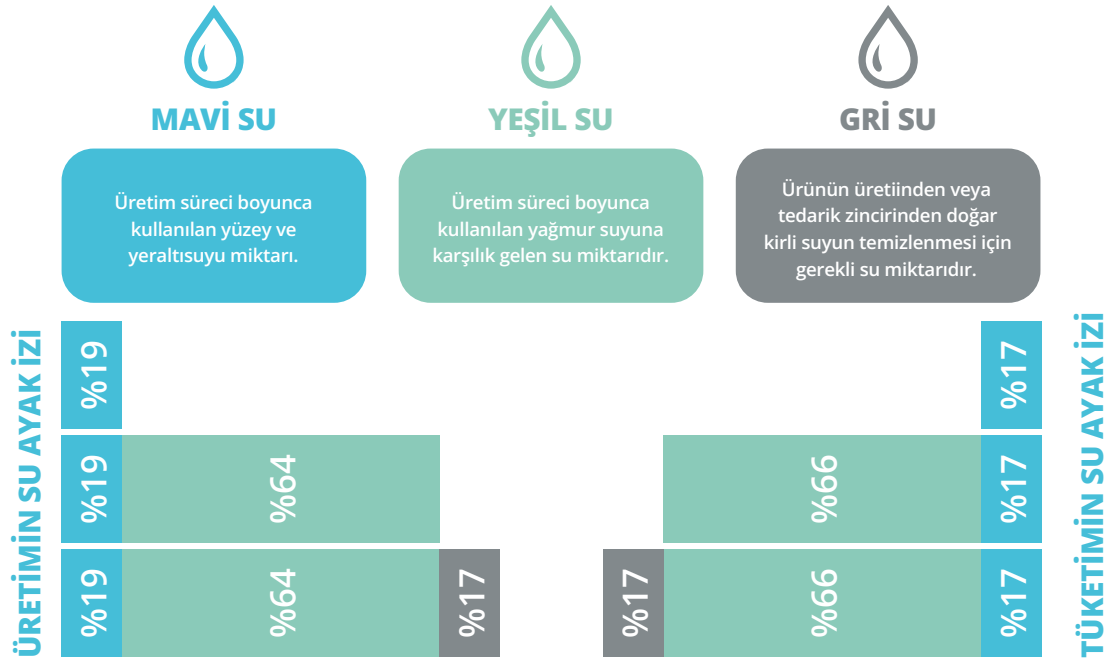 MAVİ SU
Üretim süreci boyunca
kullanılan yüzey ve
yeraltısuyu miktarı.
YEŞİL SU
Üretim süreci boyunca
kullanılan yağmur suyuna
karşılık gelen su miktarıdır.
GRİ SU
Ürünün üretiinden veya
tedarik zincirinden doğar
kirli suyun temizlenmesi için
gerekli su miktarıdır.
ÜRETİMİN SU AYAK İZİ
%19
%19
%64
%19
%64
%17
%17
%66
%17
%17
%66
%17
TÜKETİMİN SU AYAK İZİ